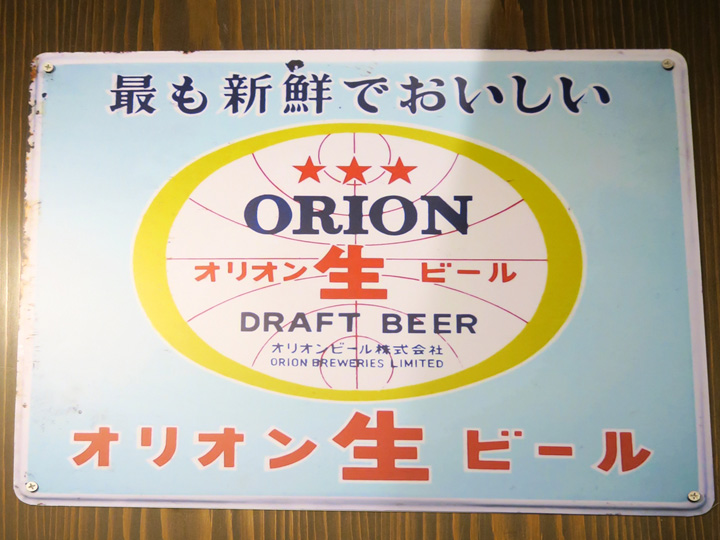 最も新鮮でおいしい
★★★
ORION
オリオン 生 ビール
DRAFT BEER
オリオンビール株式会社
ORION BREWERIES LIMITED
オリオン 生 ビール